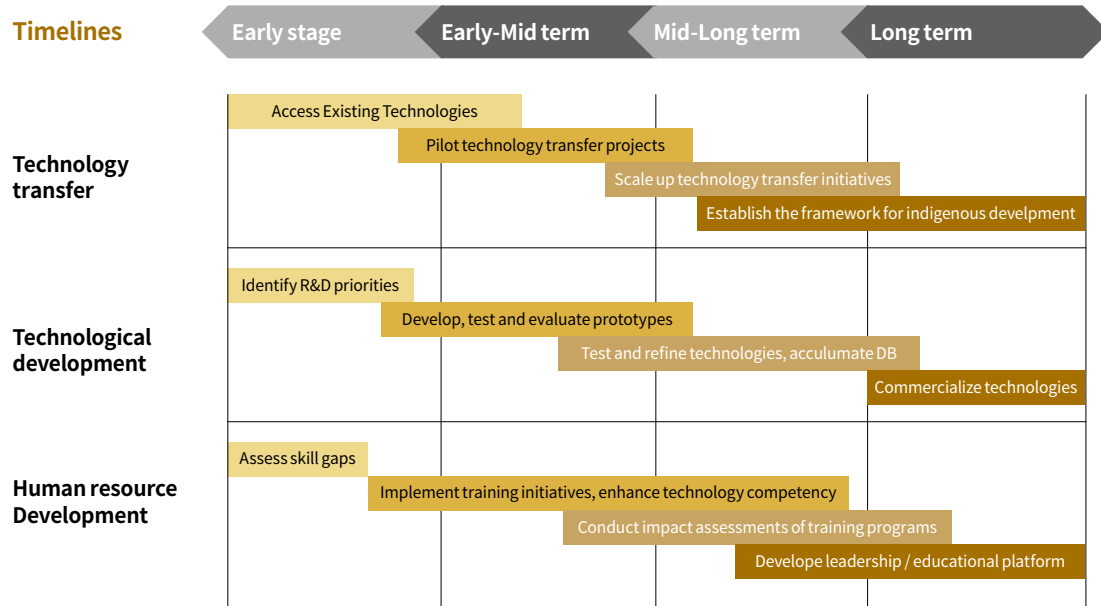 Timelines
Early stage
Early-Mid term
Mid-Long term
Long term
Technology
transfer
Access Existing Technologies
Pilot technology transfer projects
Scale up technology transfer initiatives
Establish the framework for indigenous develpment
Technological
development
Identify R&D priorities
Develop, test and evaluate prototypes
Test and refine technologies, acculumate DB
Commercialize technologies
Human resource
Development
Assess skill gaps
Implement training initiatives, enhance technology competency
Conduct impact assessments of training programs
Develope leadership / educational platform